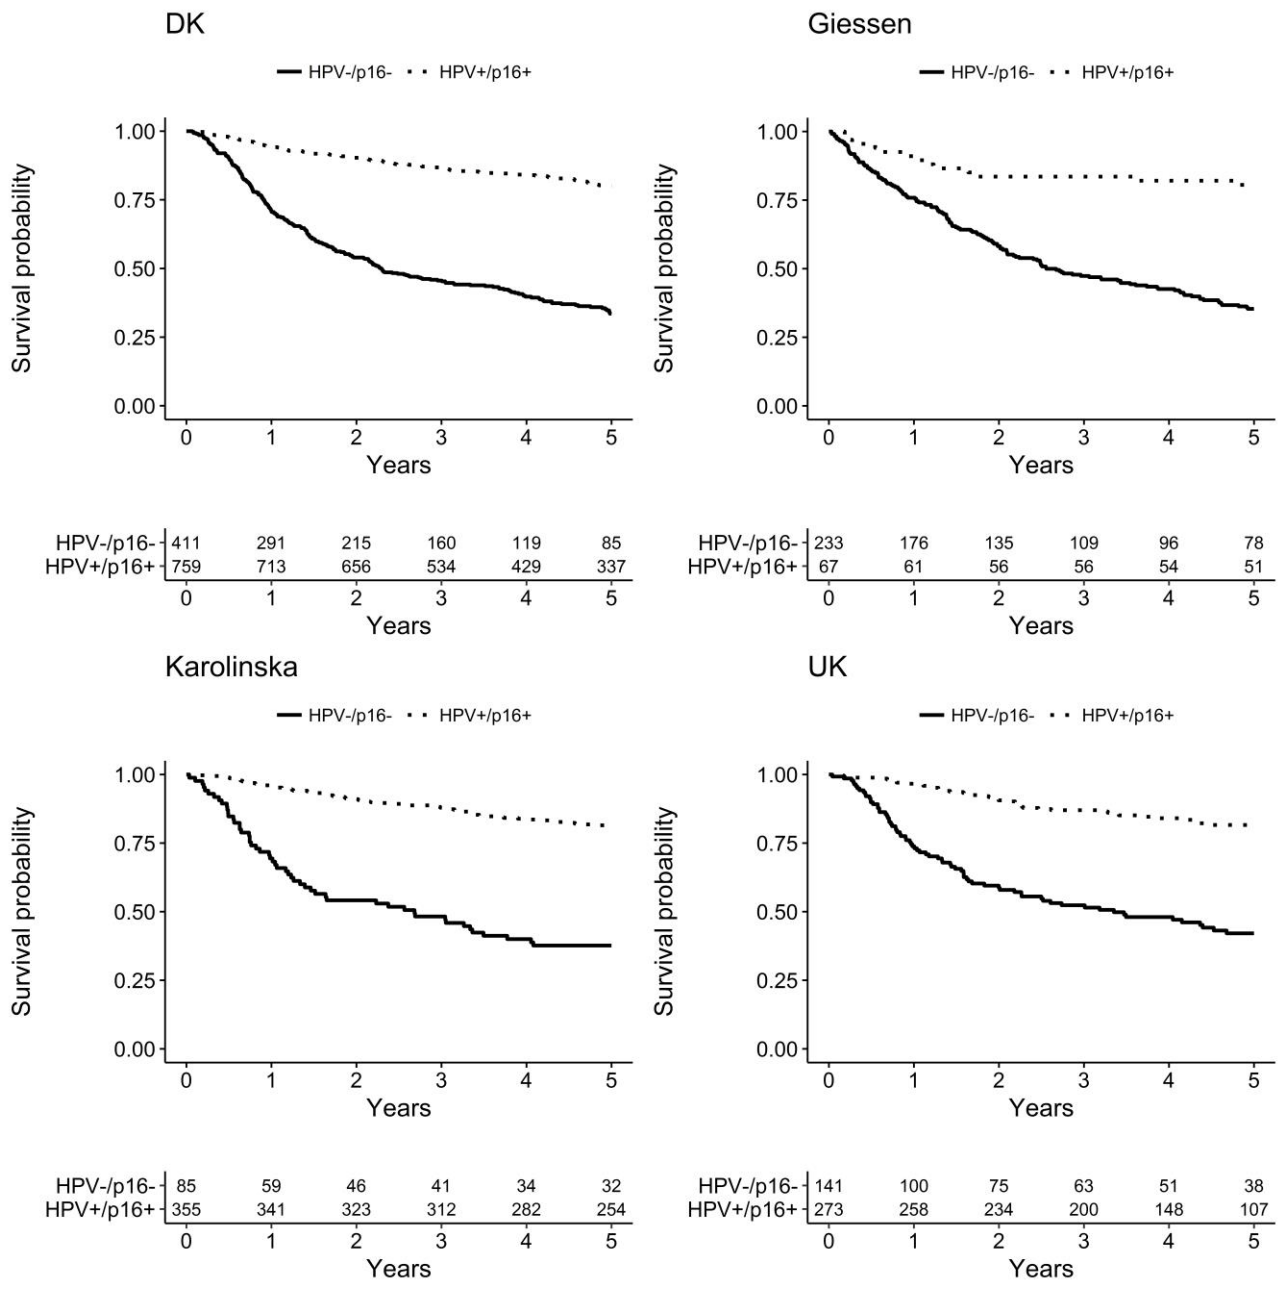 DK
HPV-/p16- HPV+/p16+
Survival probability
1.00
0.75
0.50
0.25
0.00
0 1 2 3 4 5
Years
HPV-/p16- 411 291 215 160 119 85
HPV+/p16+ 759 713 656 534 429 337
0 1 2 3 4 5
Years
Giessen
HPV-/p16- HPV+/p16+
Survival probability
1.00
0.75
0.50
0.25
0.00
0 1 2 3 4 5
Years
HPV-/p16- 233 176 135 109 96 78
HPV+/p16+ 67 61 56 56 54 51
0 1 2 3 4 5
Years
Karolinska
HPV-/p16- HPV+/p16+
Survival probability
1.00
0.75
0.50
0.25
0.00
0 1 2 3 4 5
Years
HPV-/p16- 85 59 46 41 34 32
HPV+/p16+ 355 341 323 312 282 254
0 1 2 3 4 5
Years
UK
HPV-/p16- HPV+/p16+
Survival probability
1.00
0.75
0.50
0.25
0.00
0 1 2 3 4 5
Years
HPV-/p16- 141 100 75 63 51 38
HPV+/p16+ 273 258 234 200 148 107
0 1 2 3 4 5
Years